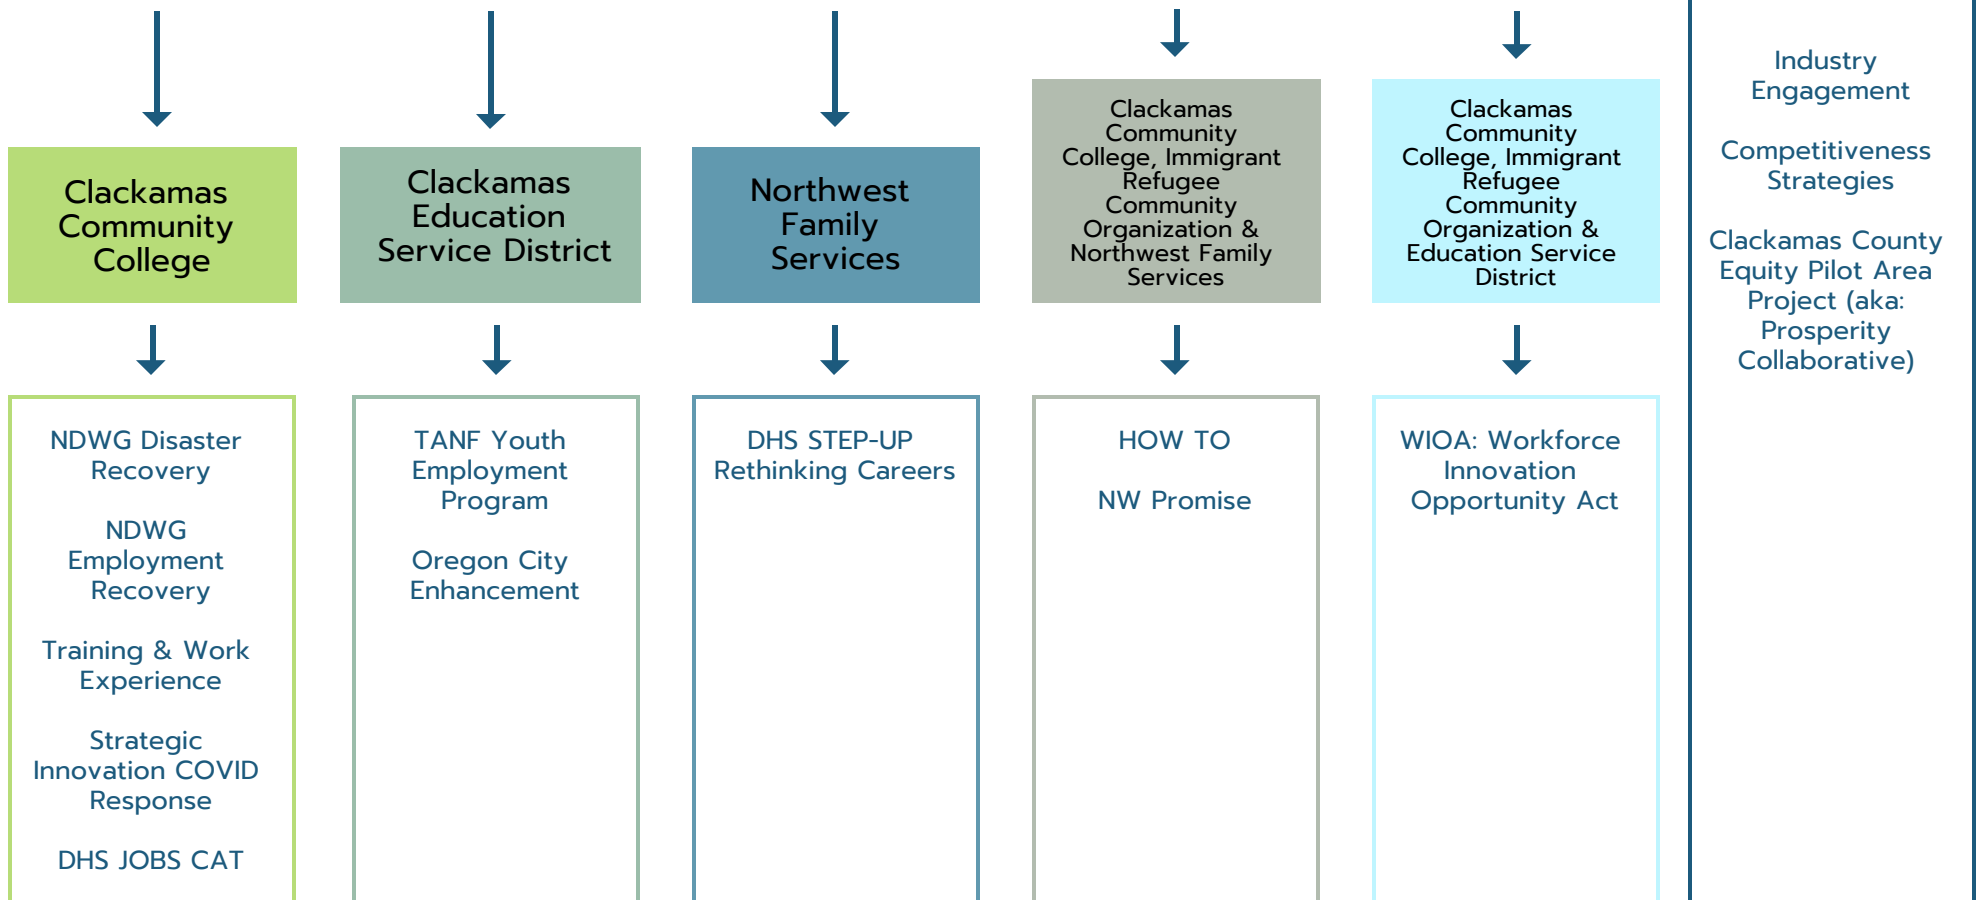 Clackamas
Community
College
NDWG Disaster
Recovery
NDWG
Employment
Recovery
Training & Work
Experience
Strategic
Innovation COVID
Response
DHS JOBS CAT
Clackamas
Education
Service District
TANF Youth
Employment
Program
Oregon City
Enhancement
Northwest
Family
Services
DHS STEP-UP
Rethinking Careers
Clackamas
Community
College, Immigrant
Refugee
Community
Organization &
Northwest Family
Services
HOW TO
NW Promise
Clackamas
Community
College, Immigrant
Refugee
Community
Organization &
Education Service
District
WIOA: Workforce
Innovation
Opportunity Act
Industry
Engagement
Competitiveness
Strategies
Clackamas County
Equity Pilot Area
Project (aka:
Prosperity
Collaborative)